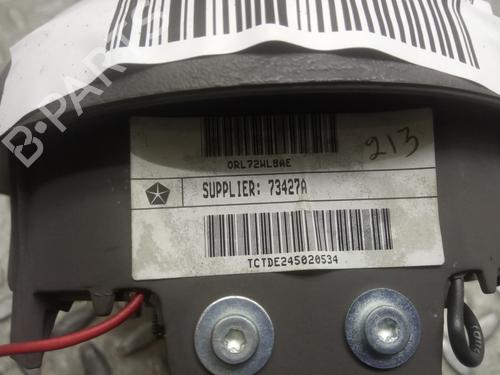 B-PARTS
0RL72WL8AE
213
SUPPLIER: 73427A
TCTDE245020534